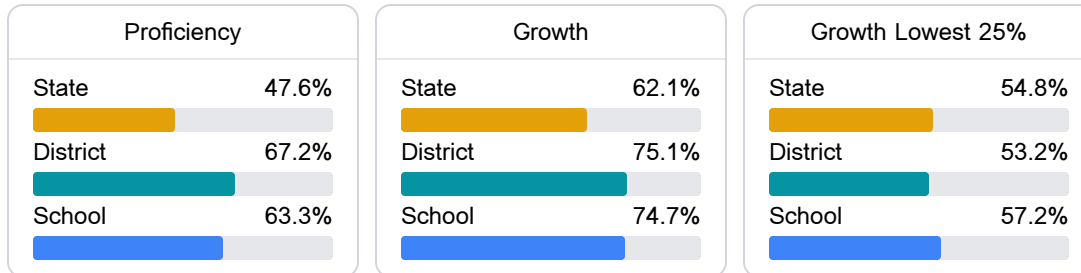 Proficiency
State 47.6%
District 67.2%
School 63.3%
Growth
State 62.1%
District 75.1%
School 74.7%
Growth Lowest 25%
State 54.8%
District 53.2%
School 57.2%